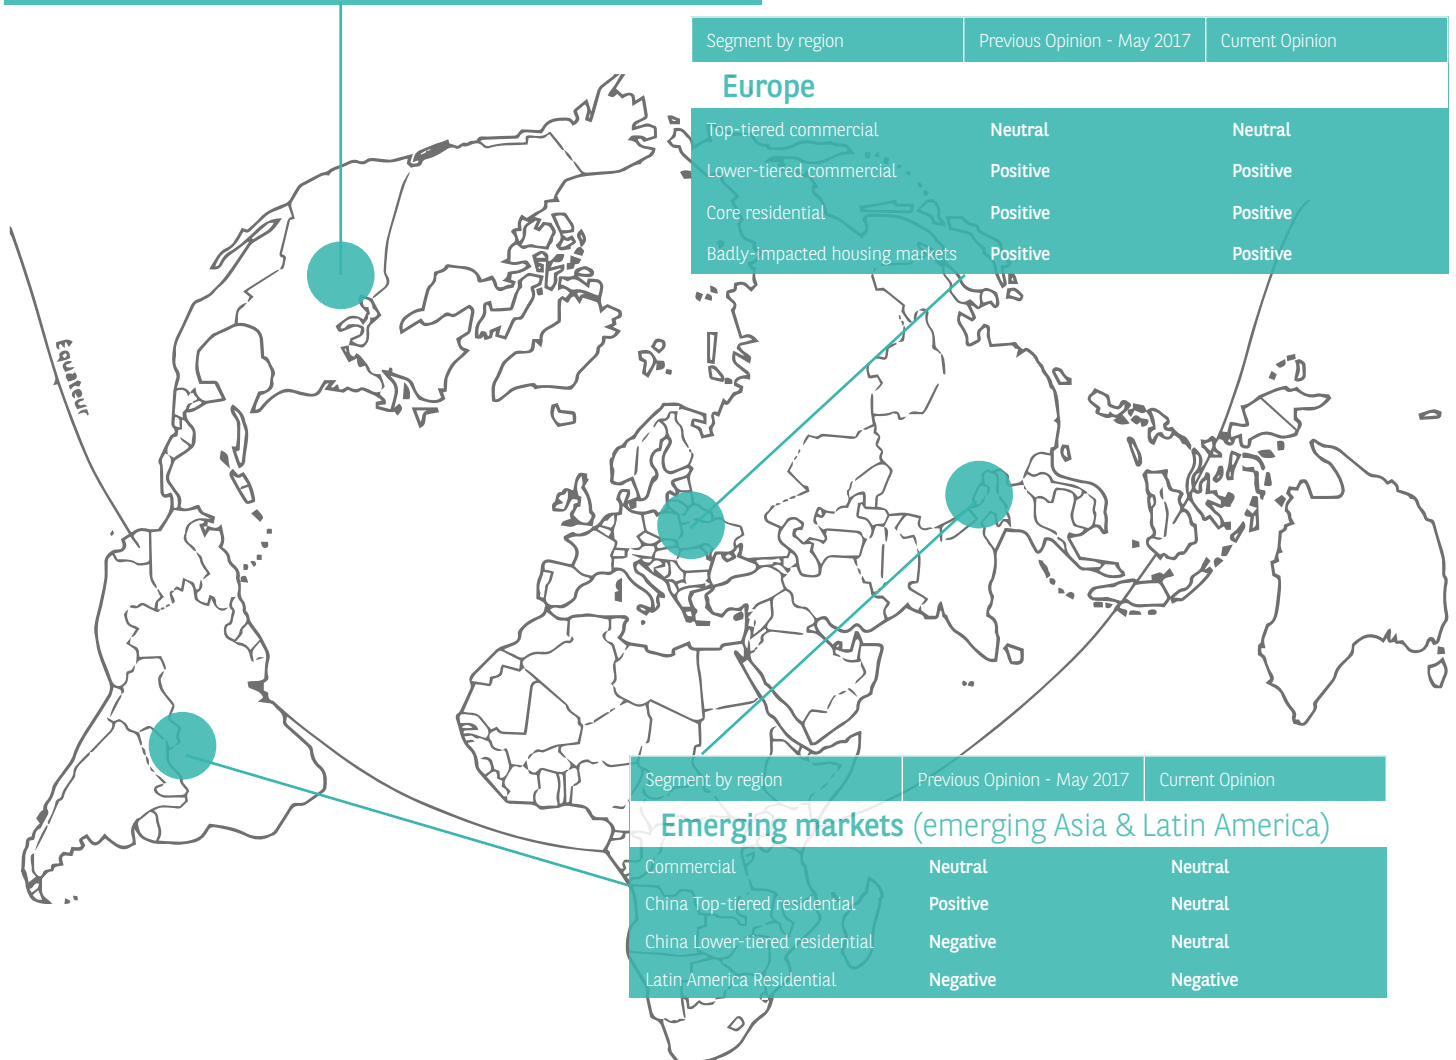 Segment by region Previous Opinion - May 2017 Current Opinion
Europe
Top-tiered commercial Neutral Neutral
Lower-tiered commercial Positive Positive
Core residential Positive Positive
Badly-impacted housing markets Positive Positive
Équateur
Segment by region Previous Opinion - May 2017 Current Opinion
Emerging markets (emerging Asia & Latin America)
Commercial Neutral Neutral
China Top-tiered residential Positive Neutral
China Lower-tiered residential Negative Neutral
Latin America Residential Negative Negative